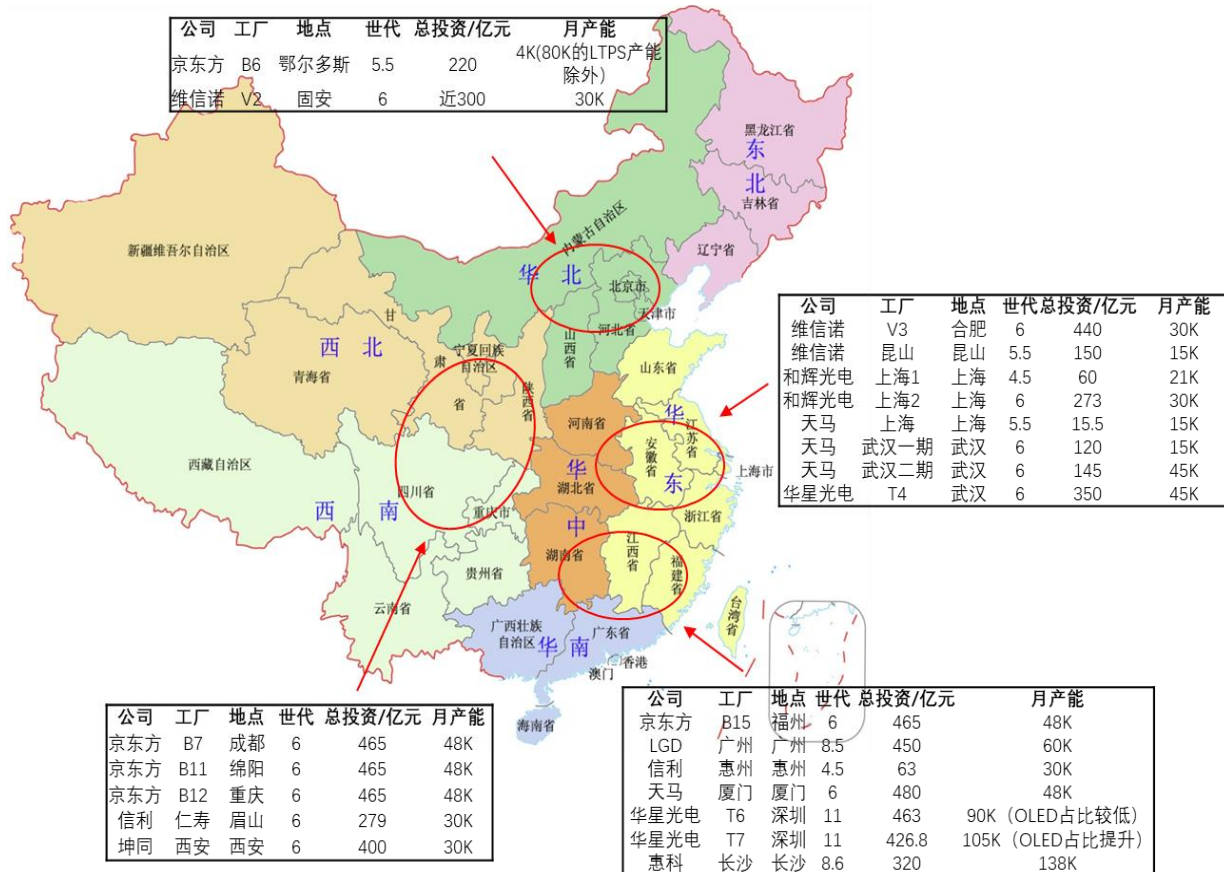 公司 工厂 地点 世代 总投资/亿元 月产能
京东方 B6 鄂尔多斯 5.5 220 4K(80K的LTPS产能
除外)
维信诺 V2 固安 6 近300 30K
黑龙江省
东
北
吉林省
辽宁省
内蒙古自治区
新疆维吾尔自治区
华 北
北京市
天津市
河北省
山西省
甘
肃
省
西 北
宁夏回族
自治区
青海省
陕西省
山东省
公司 工厂 地点 世代 总投资/亿元 月产能
维信诺 V3 合肥 6 440 30K
维信诺 昆山 昆山 5.5 150 15K
和辉光电 上海1 上海 4.5 60 21K
和辉光电 上海2 上海 6 273 30K
天马 上海 上海 5.5 15.5 15K
天马 武汉一期 武汉 6 120 15K
天马 武汉二期 武汉 6 145 45K
华星光电 T4 武汉 6 350 45K
河南省
华
东
江苏省
安徽省
上海市
西藏自治区
四川省
华
中
湖北省
重庆市
西 南
浙江省
湖南省
江西省
福建省
贵州省
云南省
台湾省
广西壮族
自治区
华 南
广东省
香港
澳门
海南省
公司 工厂 地点 世代 总投资/亿元 月产能
京东方 B7 成都 6 465 48K
京东方 B11 绵阳 6 465 48K
京东方 B12 重庆 6 465 48K
信利 仁寿 眉山 6 279 30K
坤同 西安 西安 6 400 30K
公司 工厂 地点 世代 总投资/亿元 月产能
京东方 B15 福州 6 465 48K
LGD 广州 广州 8.5 450 60K
信利 惠州 惠州 4.5 63 30K
天马 厦门 厦门 6 480 48K
华星光电 T6 深圳 11 463 90K（OLED占比较低）
华星光电 T7 深圳 11 426.8 105K（OLED占比提升）
惠科 长沙 长沙 8.6 320 138K